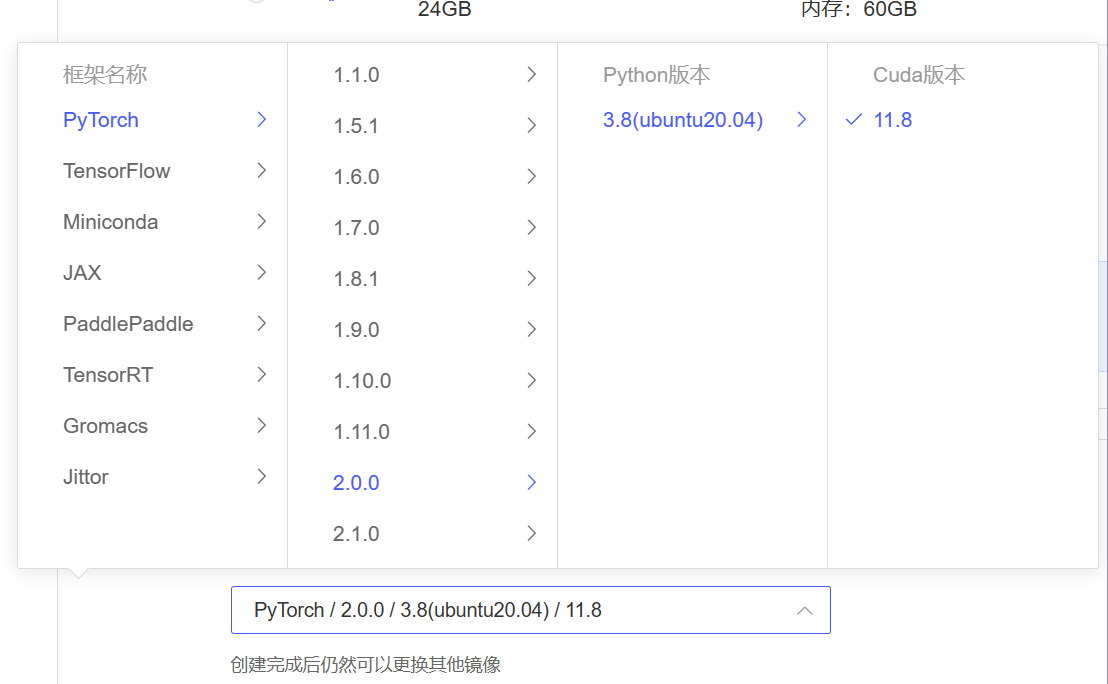 24GB
内存：60GB
框架名称
PyTorch
TensorFlow
Miniconda
JAX
PaddlePaddle
TensorRT
Gromacs
Jittor
1.1.0
1.5.1
1.6.0
1.7.0
1.8.1
1.9.0
1.10.0
1.11.0
2.0.0
2.1.0
Python版本
3.8(ubuntu20.04)
Cuda版本
11.8
PyTorch / 2.0.0 / 3.8(ubuntu20.04) / 11.8
创建完成后仍然可以更换其他镜像